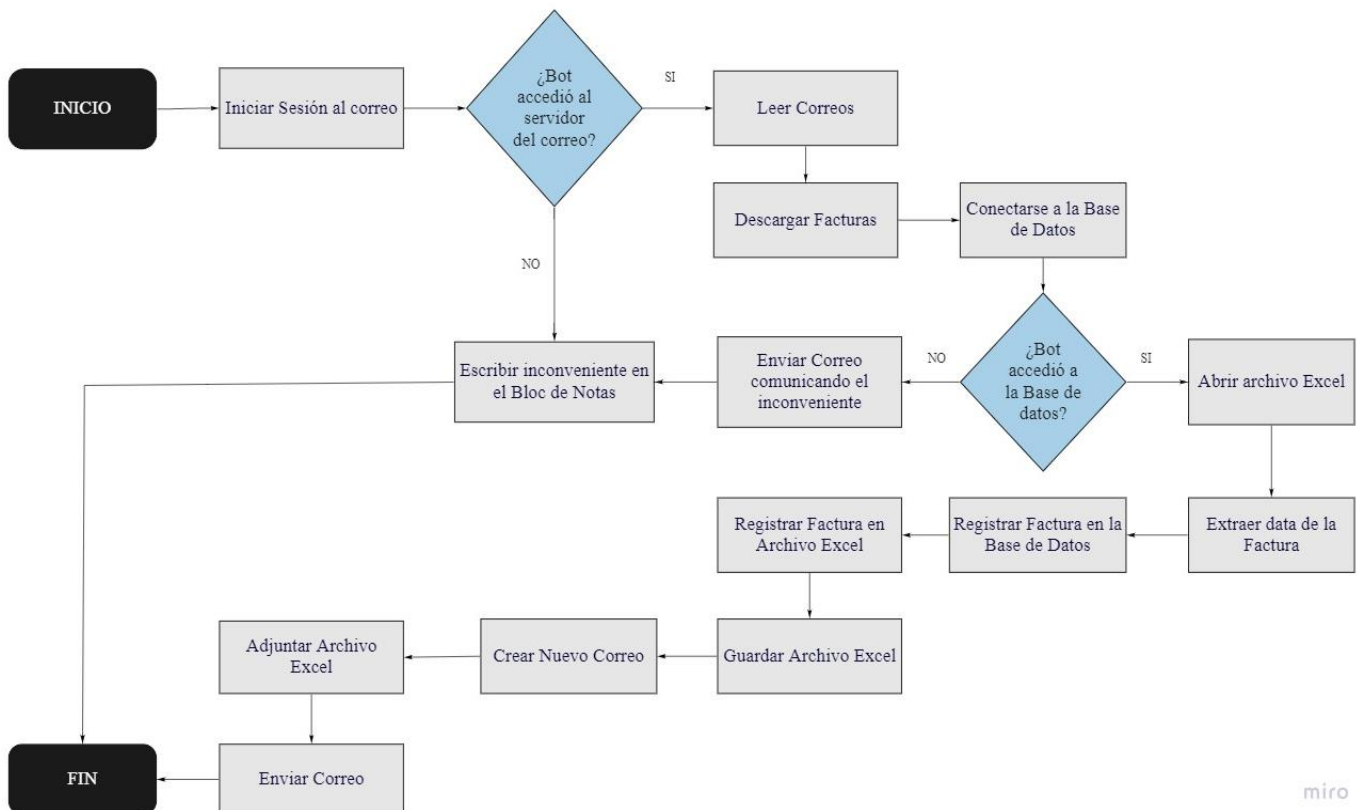 INICIO
Iniciar Sesión al correo
¿Bot
accedió al
servidor
del correo?
SI
Leer Correos
Descargar Facturas
Conectarse a la Base
de Datos
NO
Escribir inconveniente en
el Bloc de Notas
Enviar Correo
comunicando el
inconveniente
NO
¿Bot
accedió a
la Base de
datos?
SI
Abrir archivo Excel
Registrar Factura en
Archivo Excel
Registrar Factura en la
Base de Datos
Extraer data de la
Factura
Adjuntar Archivo
Excel
Crear Nuevo Correo
Guardar Archivo Excel
FIN
Enviar Correo
miro